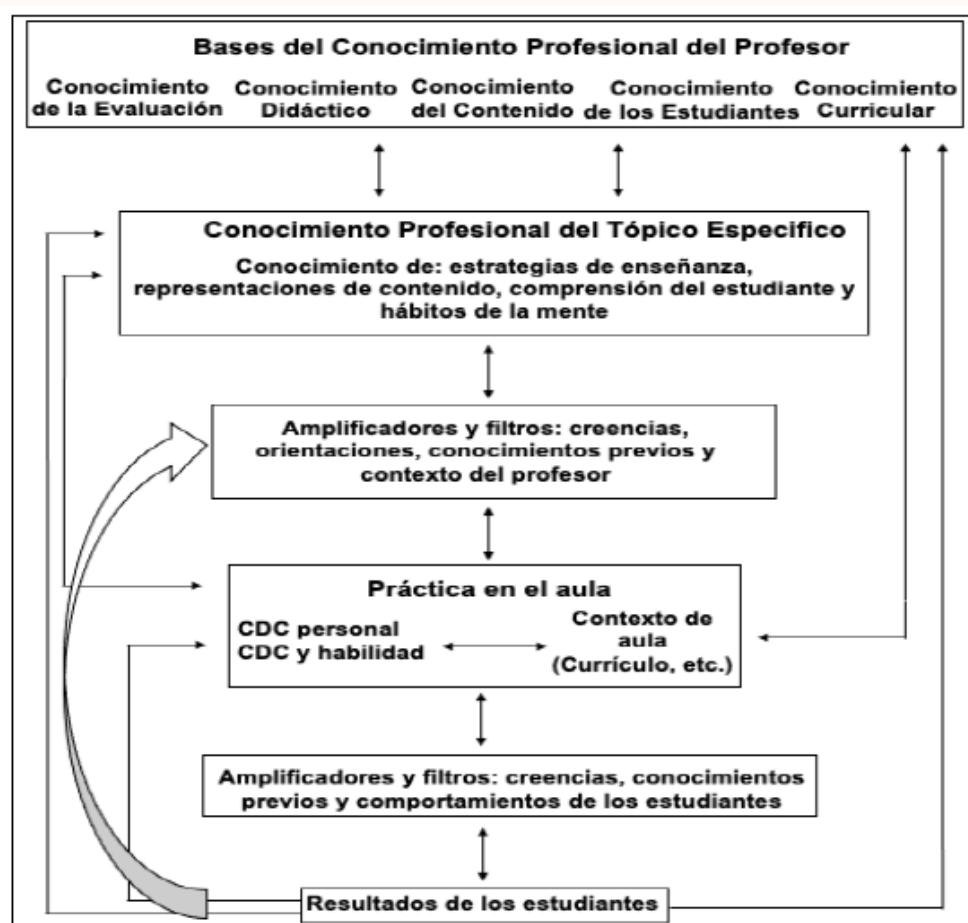 Bases del Conocimiento Profesional del Profesor
Conocimiento de la Evaluación
Conocimiento Didáctico
Conocimiento del Contenido
Conocimiento de los Estudiantes
Conocimiento Curricular
Conocimiento Profesional del Tópico Especifico
Conocimiento de: estrategias de enseñanza,
representaciones de contenido, comprensión del estudiante y
hábitos de la mente
Amplificadores y filtros: creencias,
orientaciones, conocimientos previos y
contexto del profesor
Práctica en el aula
CDC personal
CDC y habilidad
Contexto de
aula
(Currículo, etc.)
Amplificadores y filtros: creencias, conocimientos
previos y comportamientos de los estudiantes
Resultados de los estudiantes